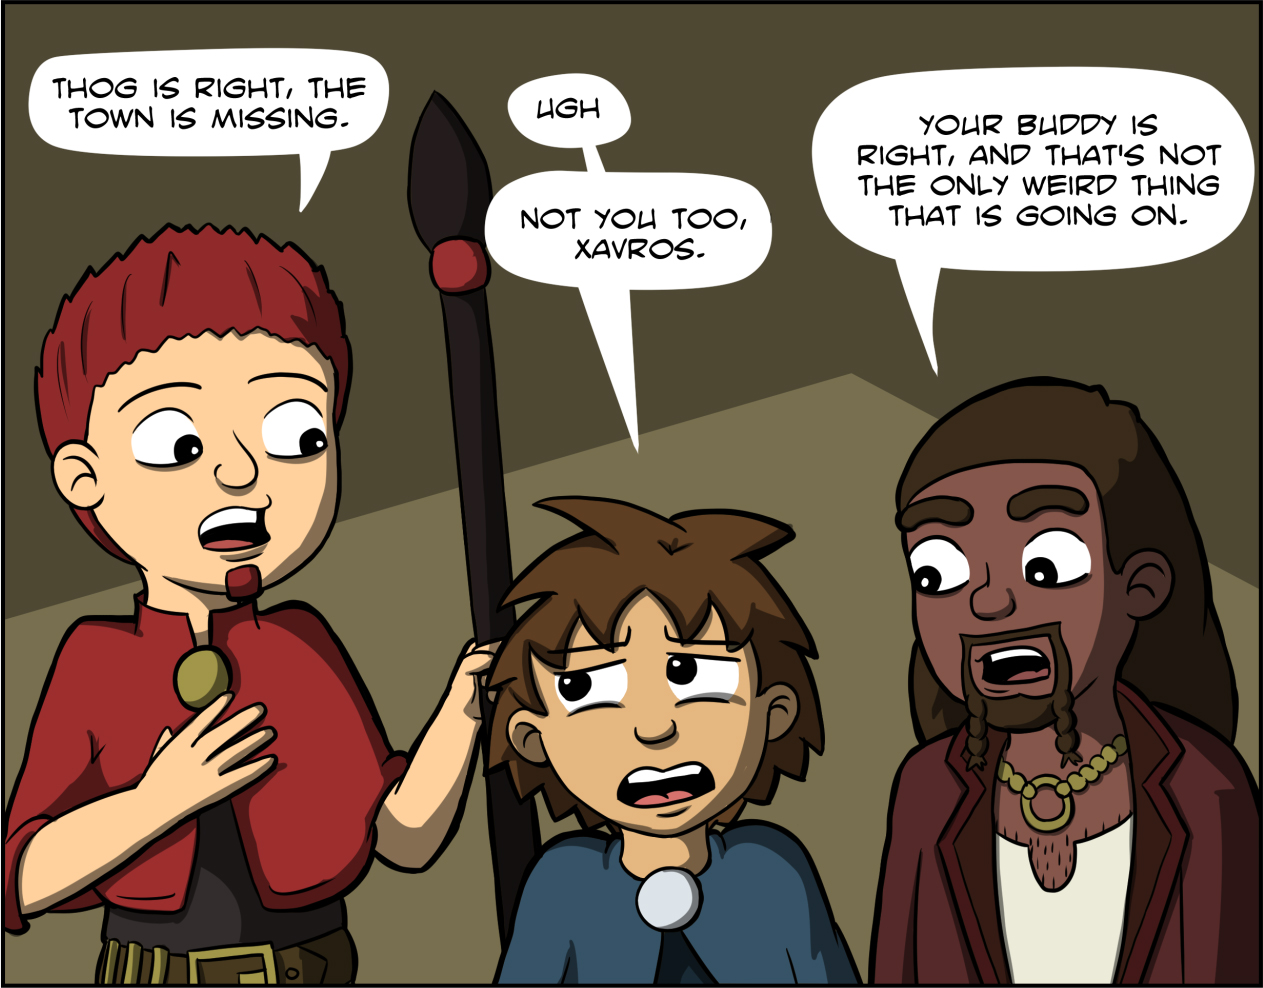 THOG IS RIGHT, THE
TOWN IS MISSING.
UGH
NOT YOU TOO,
XAVROS.
YOUR BUDDY IS
RIGHT, AND THAT'S NOT
THE ONLY WEIRD THING
THAT IS GOING ON.